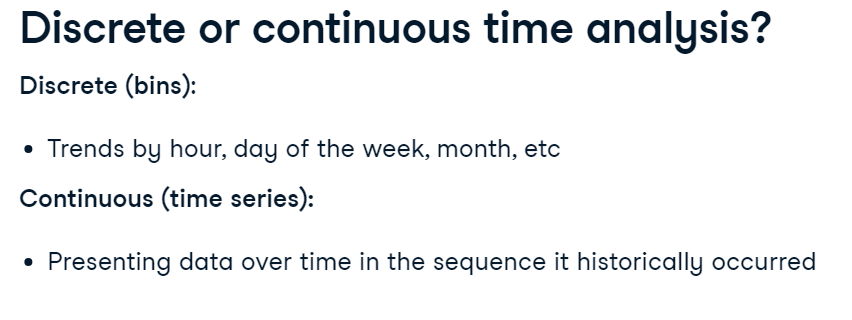 Discrete or continuous time analysis?
Discrete (bins):
• Trends by hour, day of the week, month, etc
Continuous (time series):
• Presenting data over time in the sequence it historically occurred